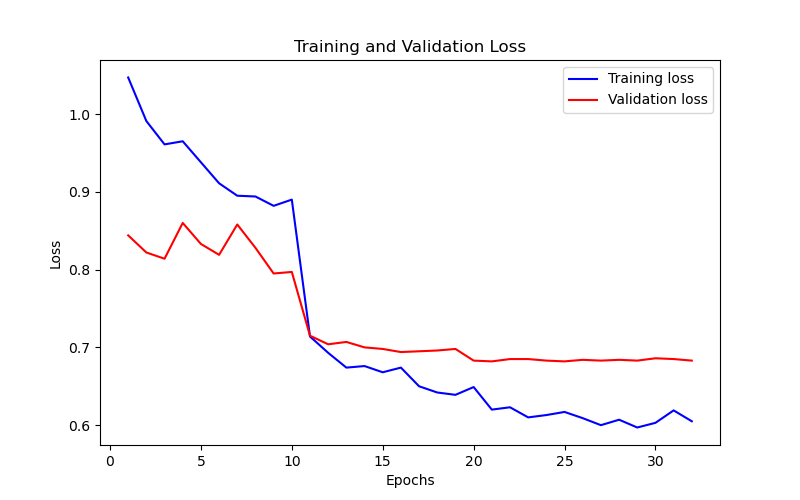 Training and Validation Loss
Training loss
Validation loss
1.0
0.9
0.8
0.7
0.6
Loss
0
5
10
15
20
25
30
Epochs